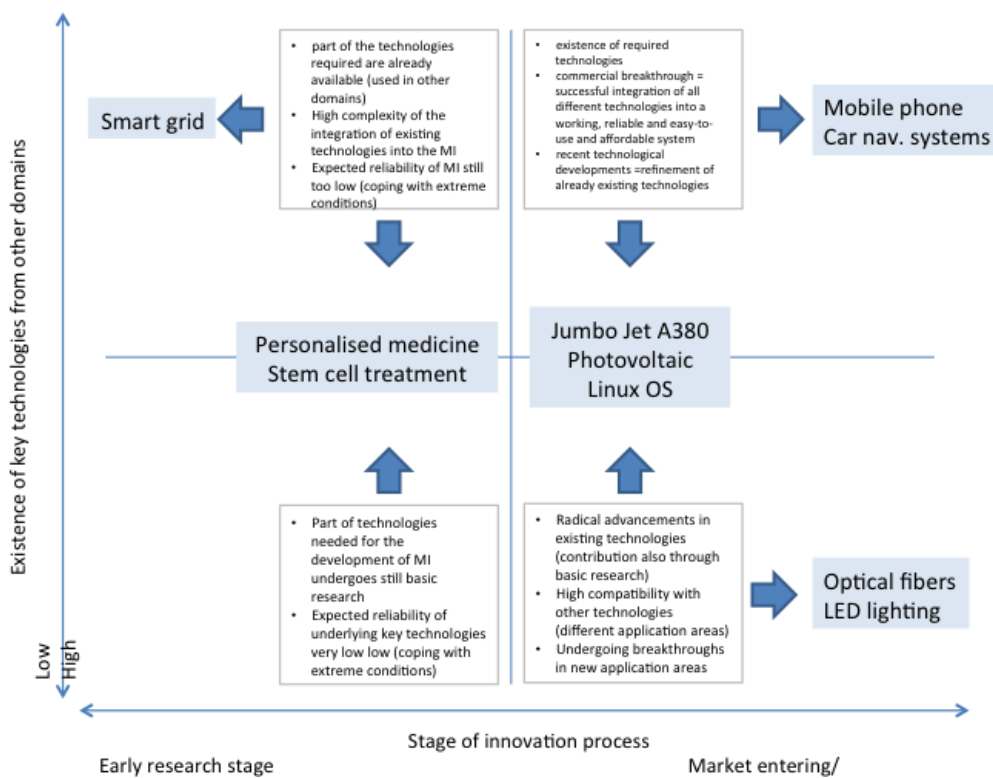 • part of the technologies
required are already
available (used in other
domains)
• High complexity of the
integration of existing
technologies into the MI
• Expected reliability of MI still
too low (coping with extreme
conditions)
• existence of required
technologies
• commercial breakthrough =
successful integration of all
different technologies into a
working, reliable and easy-to-
use and affordable system
• recent technological
developments =refinement of
already existing technologies
Smart grid
Mobile phone
Car nav. systems
Existence of key technologies from other domains
Personalised medicine
Stem cell treatment
Jumbo Jet A380
Photovoltaic
Linux OS
• Part of technologies
needed for the
development of MI
undergoes still basic
research
• Expected reliability of
underlying key technologies
very low low (coping with
extreme conditions)
• Radical advancements in
existing technologies
(contribution also through
basic research)
• High compatibility with
other technologies
(different application areas)
• Undergoing breakthroughs
in new application areas
Optical fibers
LED lighting
Low
High
Stage of innovation process
Early research stage
Market entering/